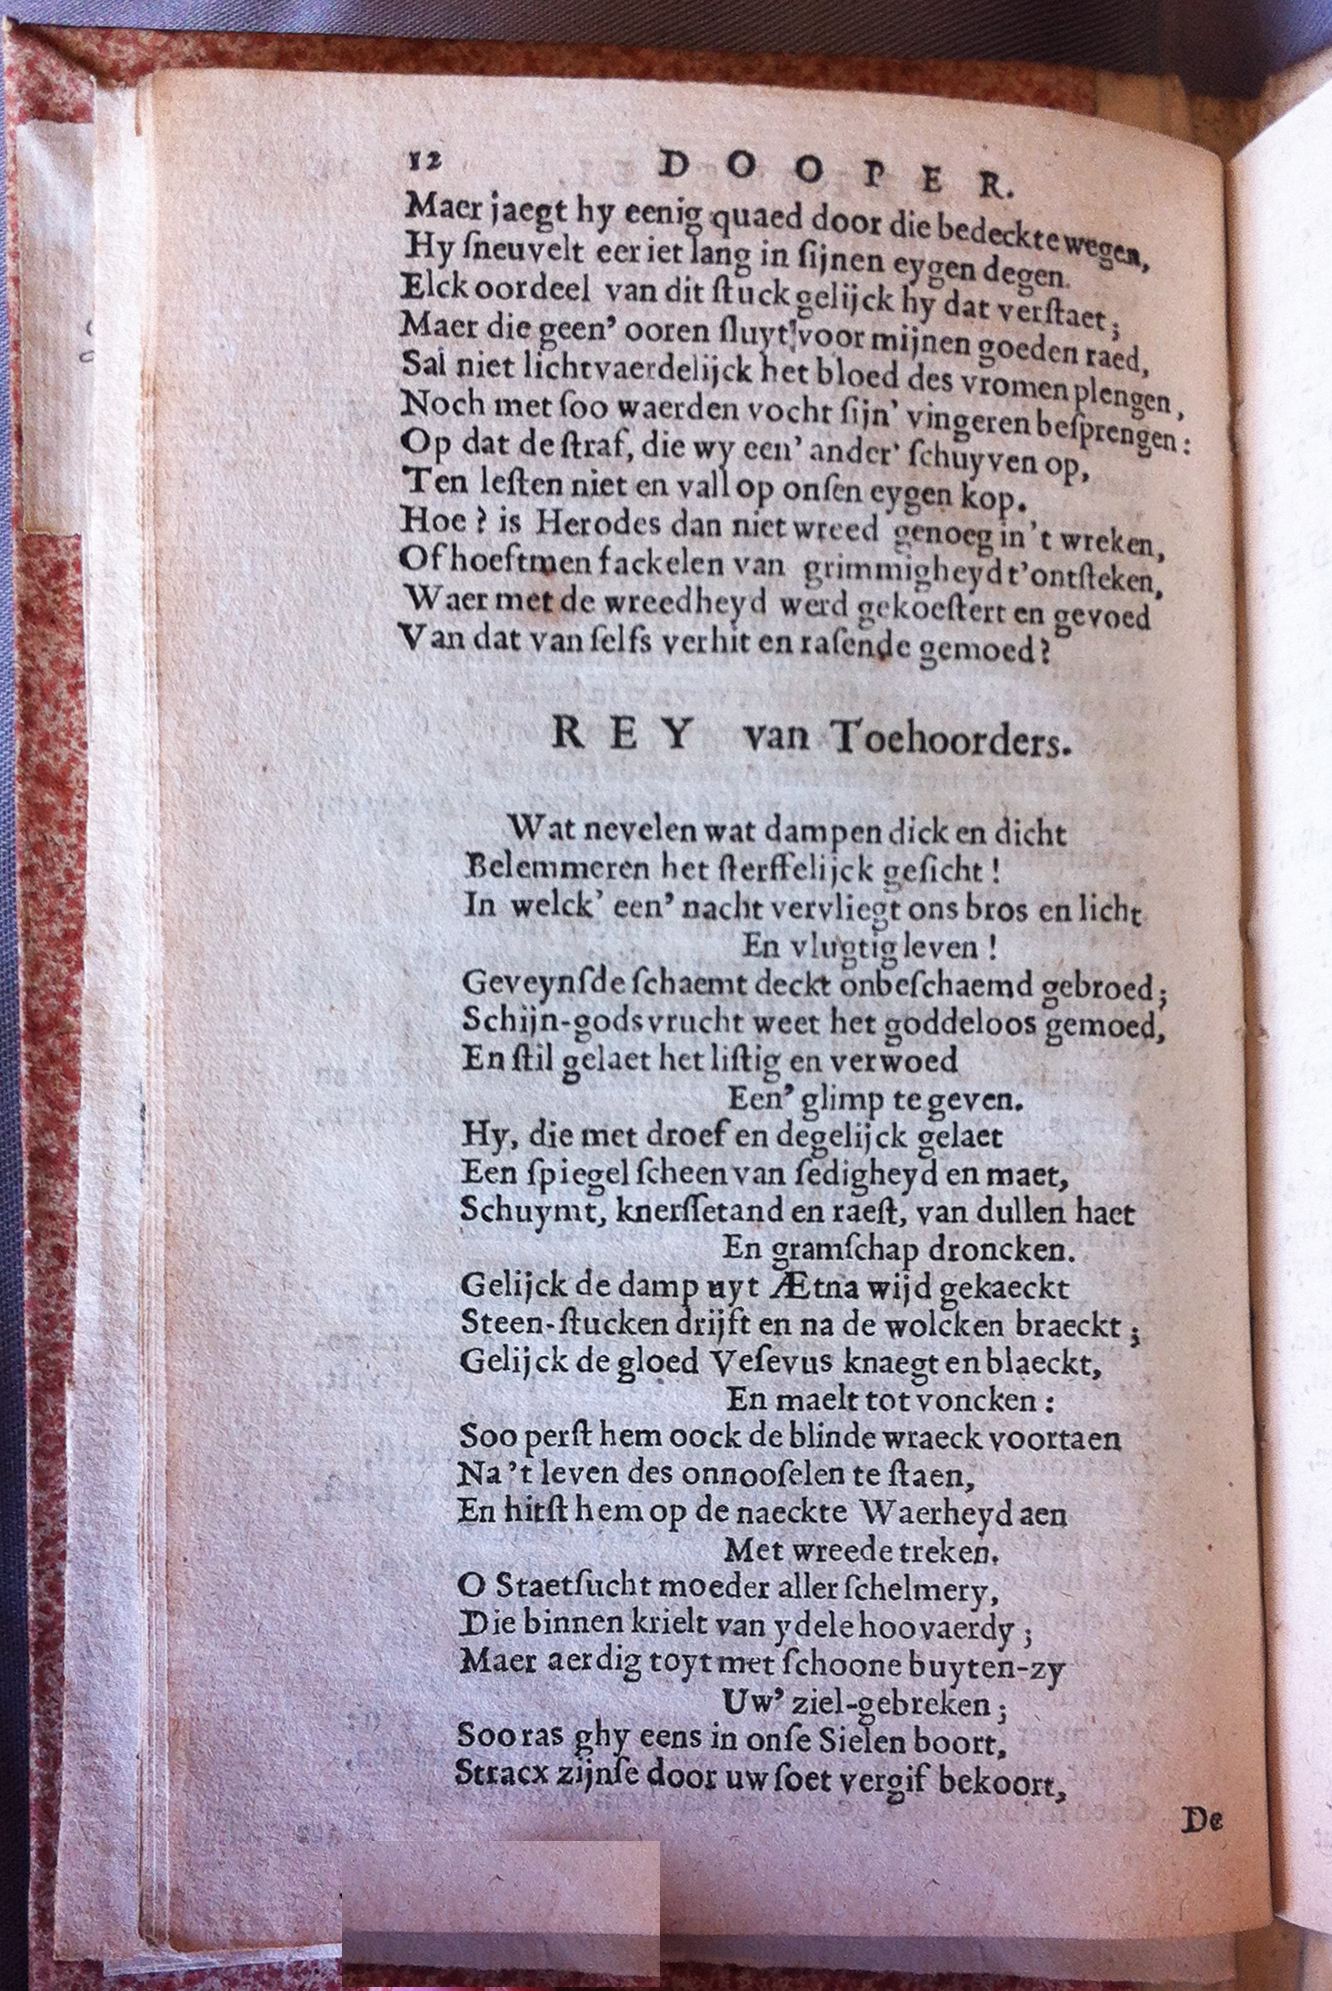 12 DOOPER.
Maer jaegt hy eenig quaed door die bedeckte wegen,
Hy ſneuvelt eer iet lang in ſijnen eygen degen.
Elck oordeel van dit ſtuck gelijck hy dat verſtaet;
Maer die geen' ooren ſluyt voor mijnen goeden raed,
Sal niet lichtvaerdelijck het bloed des vromen plengen,
Noch met ſoo waerden vocht ſijn' vingeren beſprengen:
Op dat de ſtraf, die wy een' ander' ſchuyven op,
Ten leſten niet en vall op onſen eygen kop.
Hoe? is Herodes dan niet wreed genoeg in 't wreken,
Of hoeftmen fackelen van grimmigheyd t'ontſteken,
Waer met de wreedheyd werd gekoeſtert en gevoed
Van dat van ſelfs verhit en raſende gemoed?
REY van Toehoorders.
Wat nevelen wat dampen dick en dicht
Belemmeren het ſterffelijck geſicht!
In welck' een' nacht vervliegt ons bros en licht
En vlugtig leven!
Geveynſde ſchaemt deckt onbeſchaemd gebroed;
Schijn-godsvrucht weet het goddeloos gemoed,
En ſtil gelaet het liſtig en verwoed
Een' glimp te geven.
Hy, die met droef en degelijck gelaet
Een ſpiegel ſcheen van ſedigheyd en maet,
Schuymt, knerſſetand en raeſt, van dullen haet
En gramſchap droncken.
Gelijck de damp uyt Ætna wijd gekaeckt
Steen-ſtucken drijft en na de wolcken braeckt;
Gelijck de gloed Veſevus knaegt en blaeckt,
En maelt tot voncken:
Soo perſt hem oock de blinde wraeck voortaen
Na 't leven des onnooſelen te ſtaen,
En hitſt hem op de naeckte Waerheyd aen
Met wreede treken.
O Staetſucht moeder aller ſchelmery,
Die binnen krielt van ydele hoovaerdy;
Maer aerdig toyt met ſchoone buyten-zy
Uw' ziel-gebreken;
Soo ras ghy eens in onſe Sielen boort,
Stracx zijnſe door uw ſoet vergif bekoort,
De